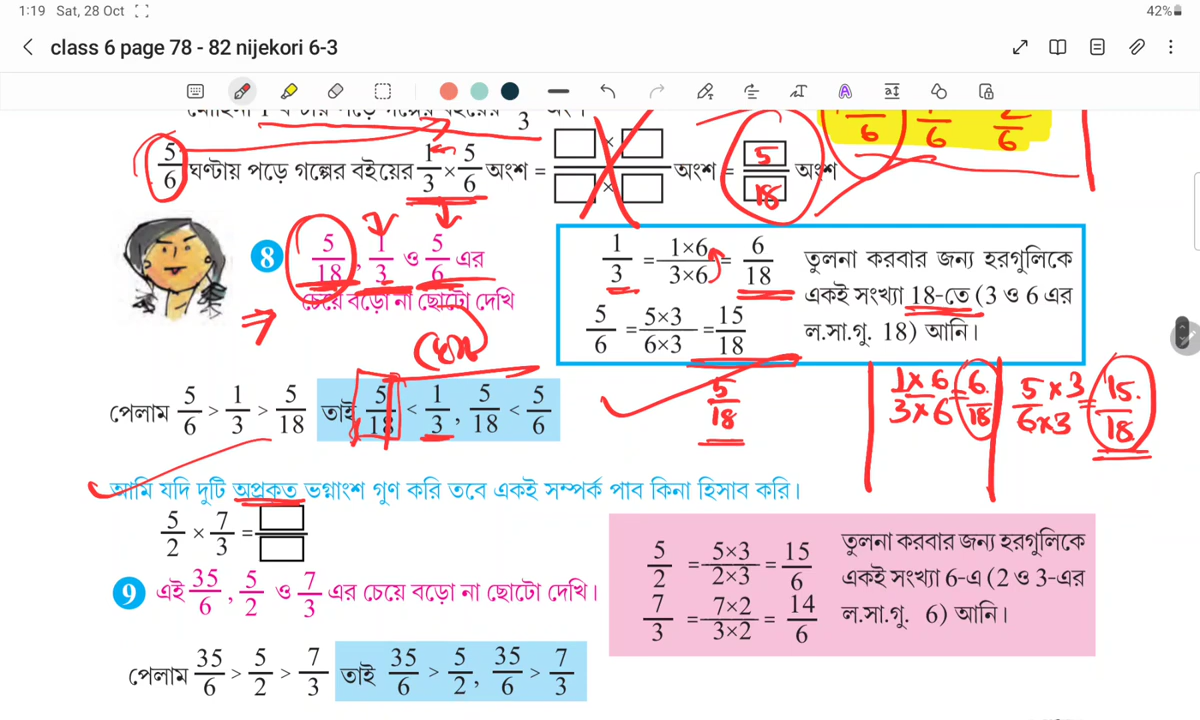 1:19 Sat, 28 Oct
42%
class 6 page 78 - 82 nijekori 6-3
5/6 ঘণ্টায় পড়ে গল্পের বইয়ের 1/3 × 5/6 অংশ = □×□/□×□ অংশ = 5/18 অংশ
6 6 2/6
8 5/18, 1/3 ও 5/6 এর
চেয়ে বড়ো না ছোটো দেখি
1/3 = 1×6/3×6 = 6/18
5/6 = 5×3/6×3 = 15/18
তুলনা করবার জন্য হরগুলিকে
একই সংখ্যা 18-তে (3 ও 6 এর
ল.সা.গু. 18) আনি।
5/18
1×6/3×6 = 6/18
5×3/6×3 = 15/18
পেলাম 5/6 > 1/3 > 5/18 তাই 5/18 < 1/3, 5/18 < 5/6
আমি যদি দুটি অপ্রকৃত ভগ্নাংশ গুণ করি তবে একই সম্পর্ক পাব কিনা হিসাব করি।
5/2 × 7/3 = □/□
9 এই 35/6, 5/2 ও 7/3 এর চেয়ে বড়ো না ছোটো দেখি।
5/2 = 5×3/2×3 = 15/6
7/3 = 7×2/3×2 = 14/6
তুলনা করবার জন্য হরগুলিকে
একই সংখ্যা 6-এ (2 ও 3-এর
ল.সা.গু. 6) আনি।
পেলাম 35/6 > 5/2 > 7/3 তাই 35/6 > 5/2, 35/6 > 7/3